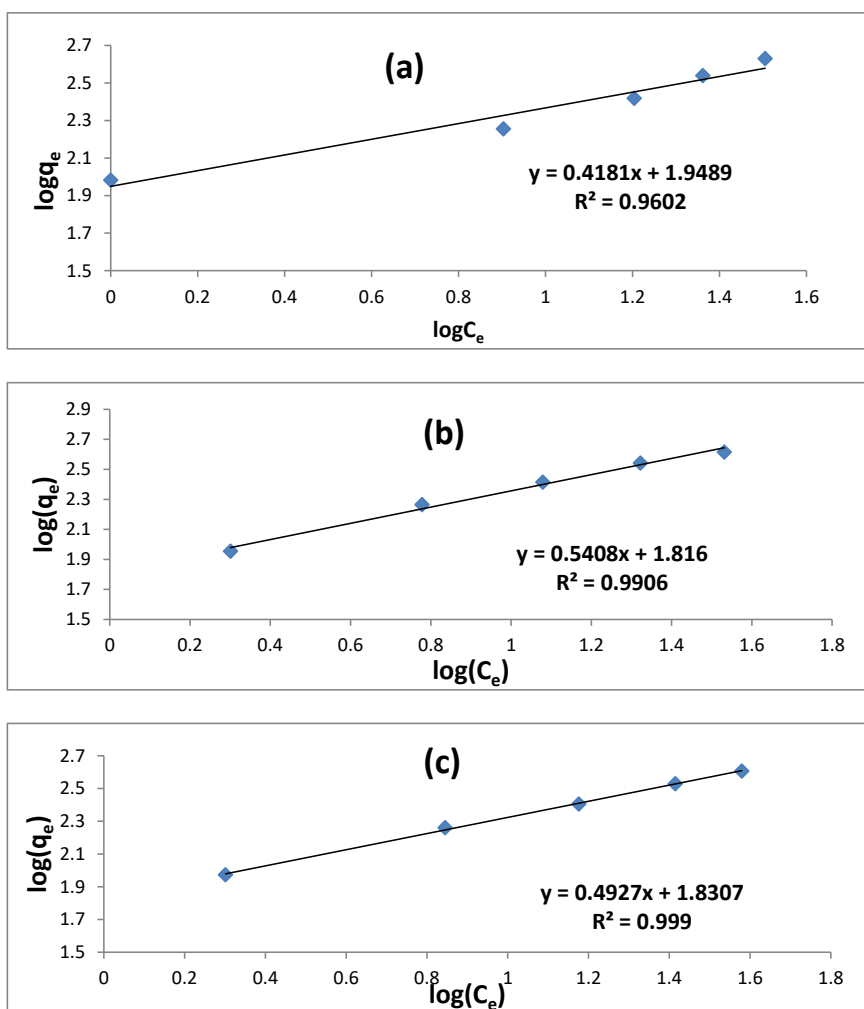 (a)
2.7
2.5
2.3
2.1
1.9
1.7
1.5
logqₑ
y = 0.4181x + 1.9489
R² = 0.9602
0 0.2 0.4 0.6 0.8 1 1.2 1.4 1.6
logCₑ
(b)
2.9
2.7
2.5
2.3
2.1
1.9
1.7
1.5
log(qₑ)
y = 0.5408x + 1.816
R² = 0.9906
0 0.2 0.4 0.6 0.8 1 1.2 1.4 1.6 1.8
log(Cₑ)
(c)
2.7
2.5
2.3
2.1
1.9
1.7
1.5
log(qₑ)
y = 0.4927x + 1.8307
R² = 0.999
0 0.2 0.4 0.6 0.8 1 1.2 1.4 1.6 1.8
log(Cₑ)